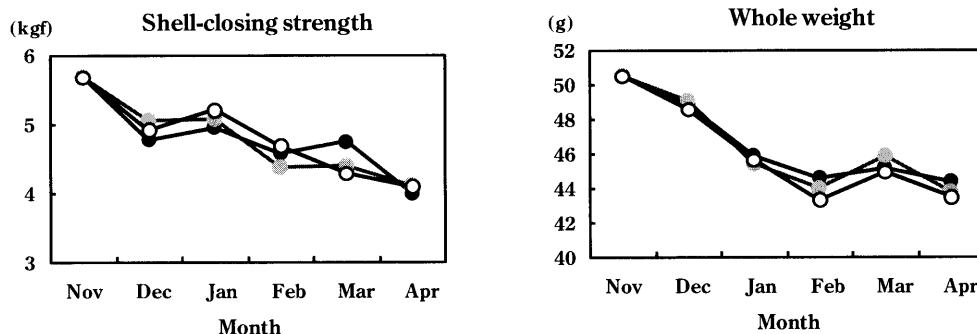 Shell-closing strength
(kgf)
6
5
4
3
Nov Dec Jan Feb Mar Apr
Month
Whole weight
(g)
52
50
48
46
44
42
40
Nov Dec Jan Feb Mar Apr
Month